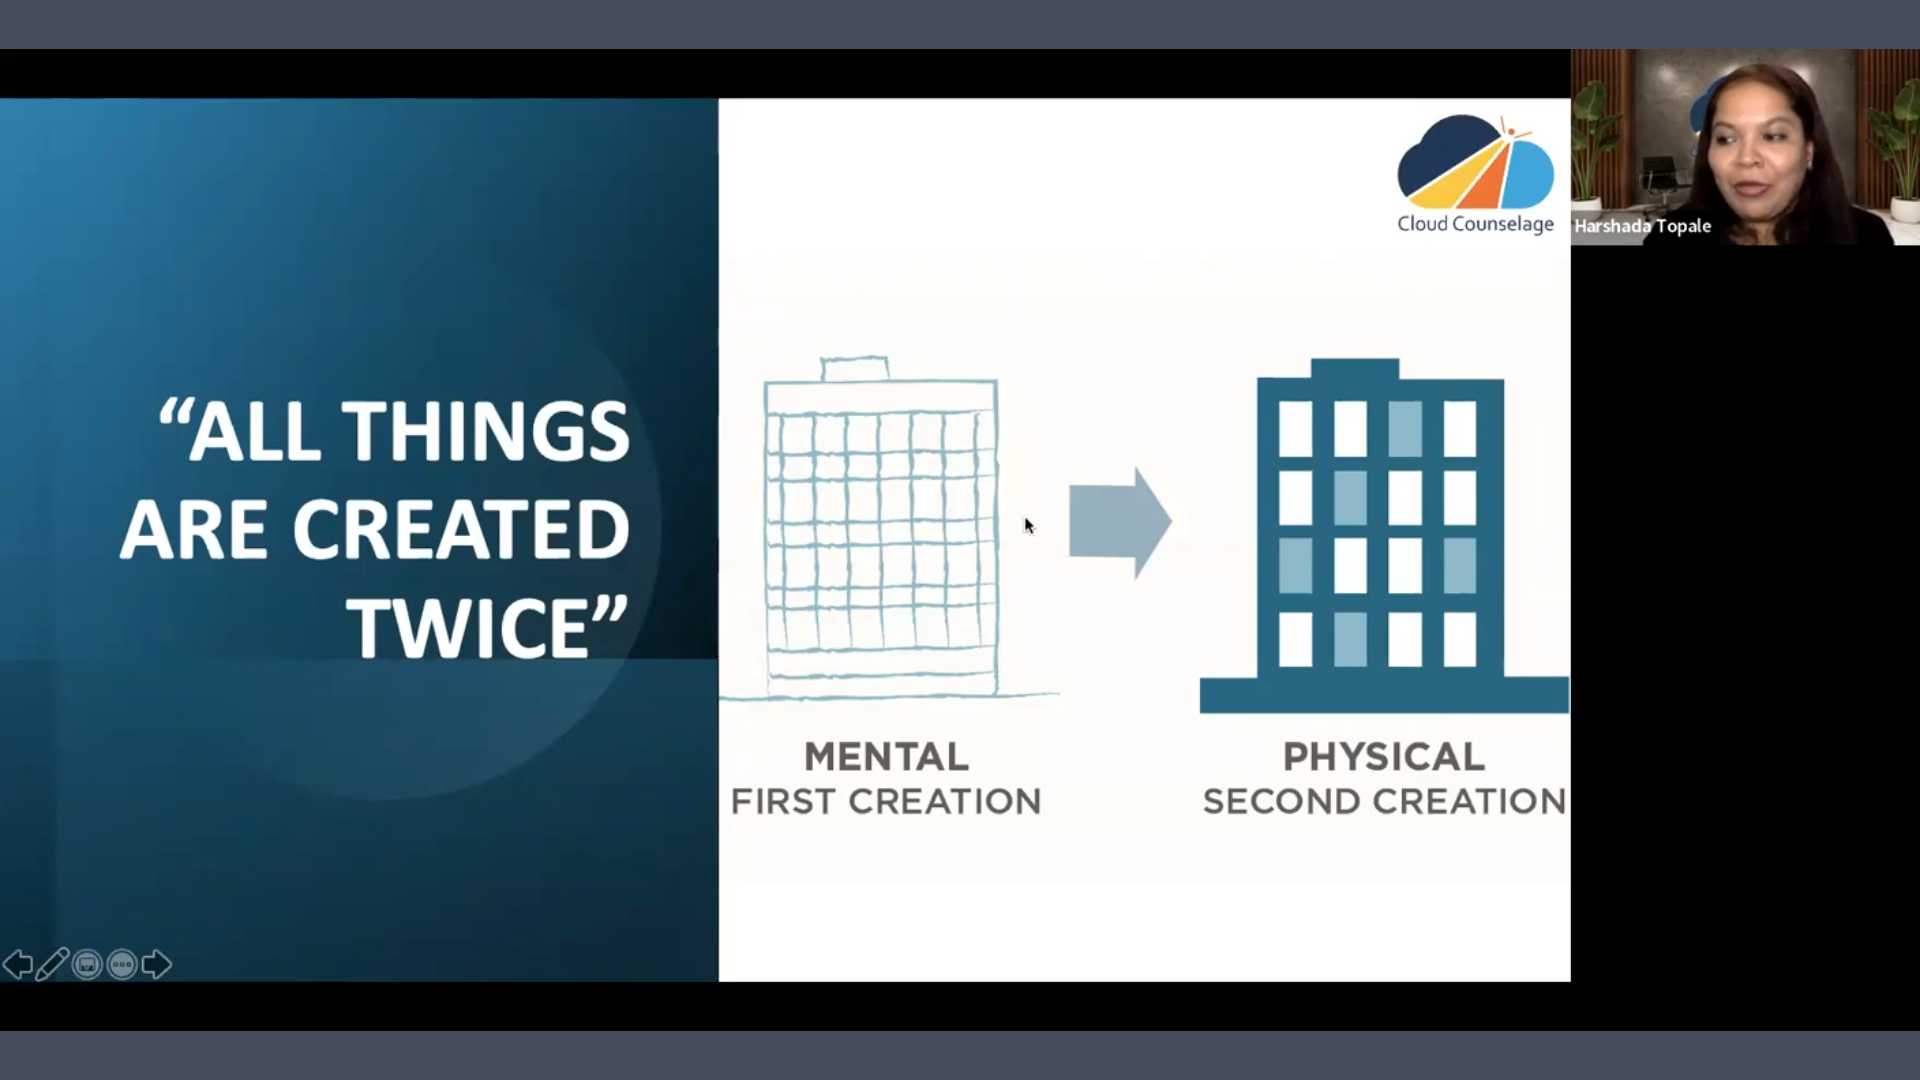 “ALL THINGS
ARE CREATED
TWICE”
Cloud Counselage
MENTAL
FIRST CREATION
PHYSICAL
SECOND CREATION
Harshada Topale